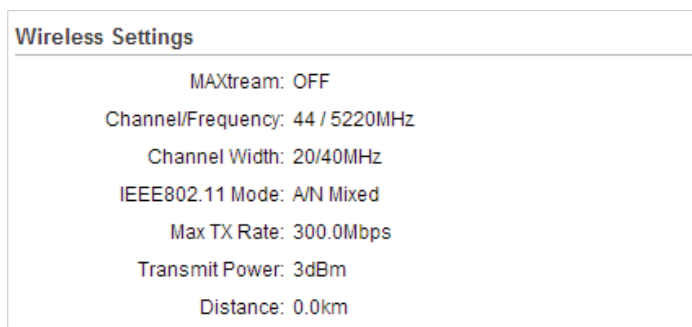 Wireless Settings
MAXtream: OFF
Channel/Frequency: 44 / 5220MHz
Channel Width: 20/40MHz
IEEE802.11 Mode: A/N Mixed
Max TX Rate: 300.0Mbps
Transmit Power: 3dBm
Distance: 0.0km